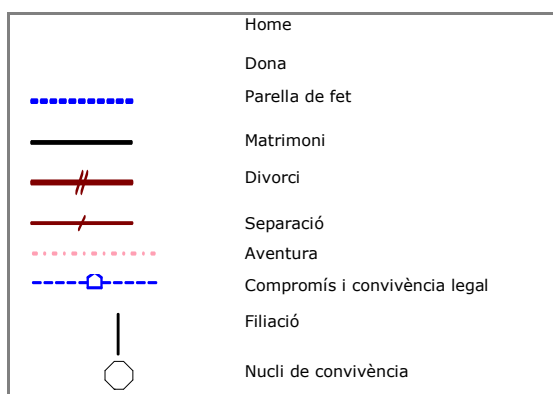 Home
Dona
Parella de fet
Matrimoni
Divorci
Separació
Aventura
Compromís i convivència legal
Filiació
Nucli de convivència